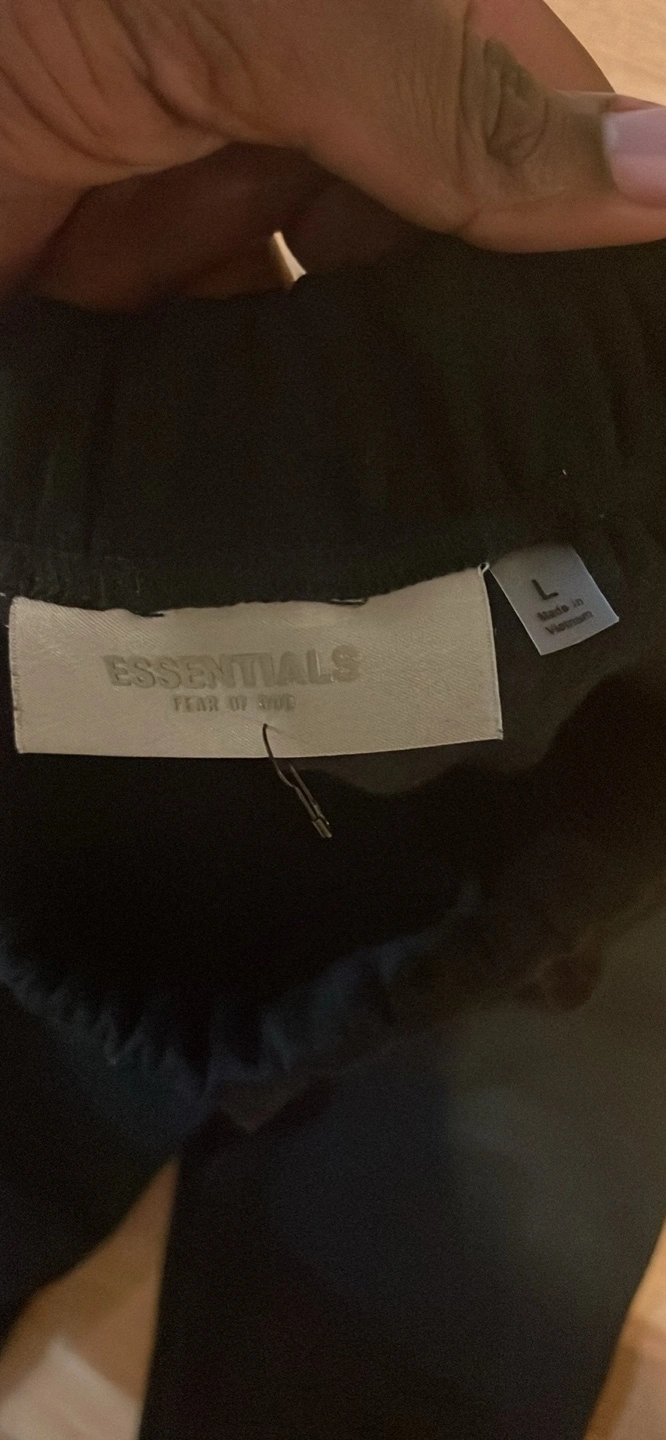 ESSENTIALS
FEAR OF GOD
L
Made in
Vietnam